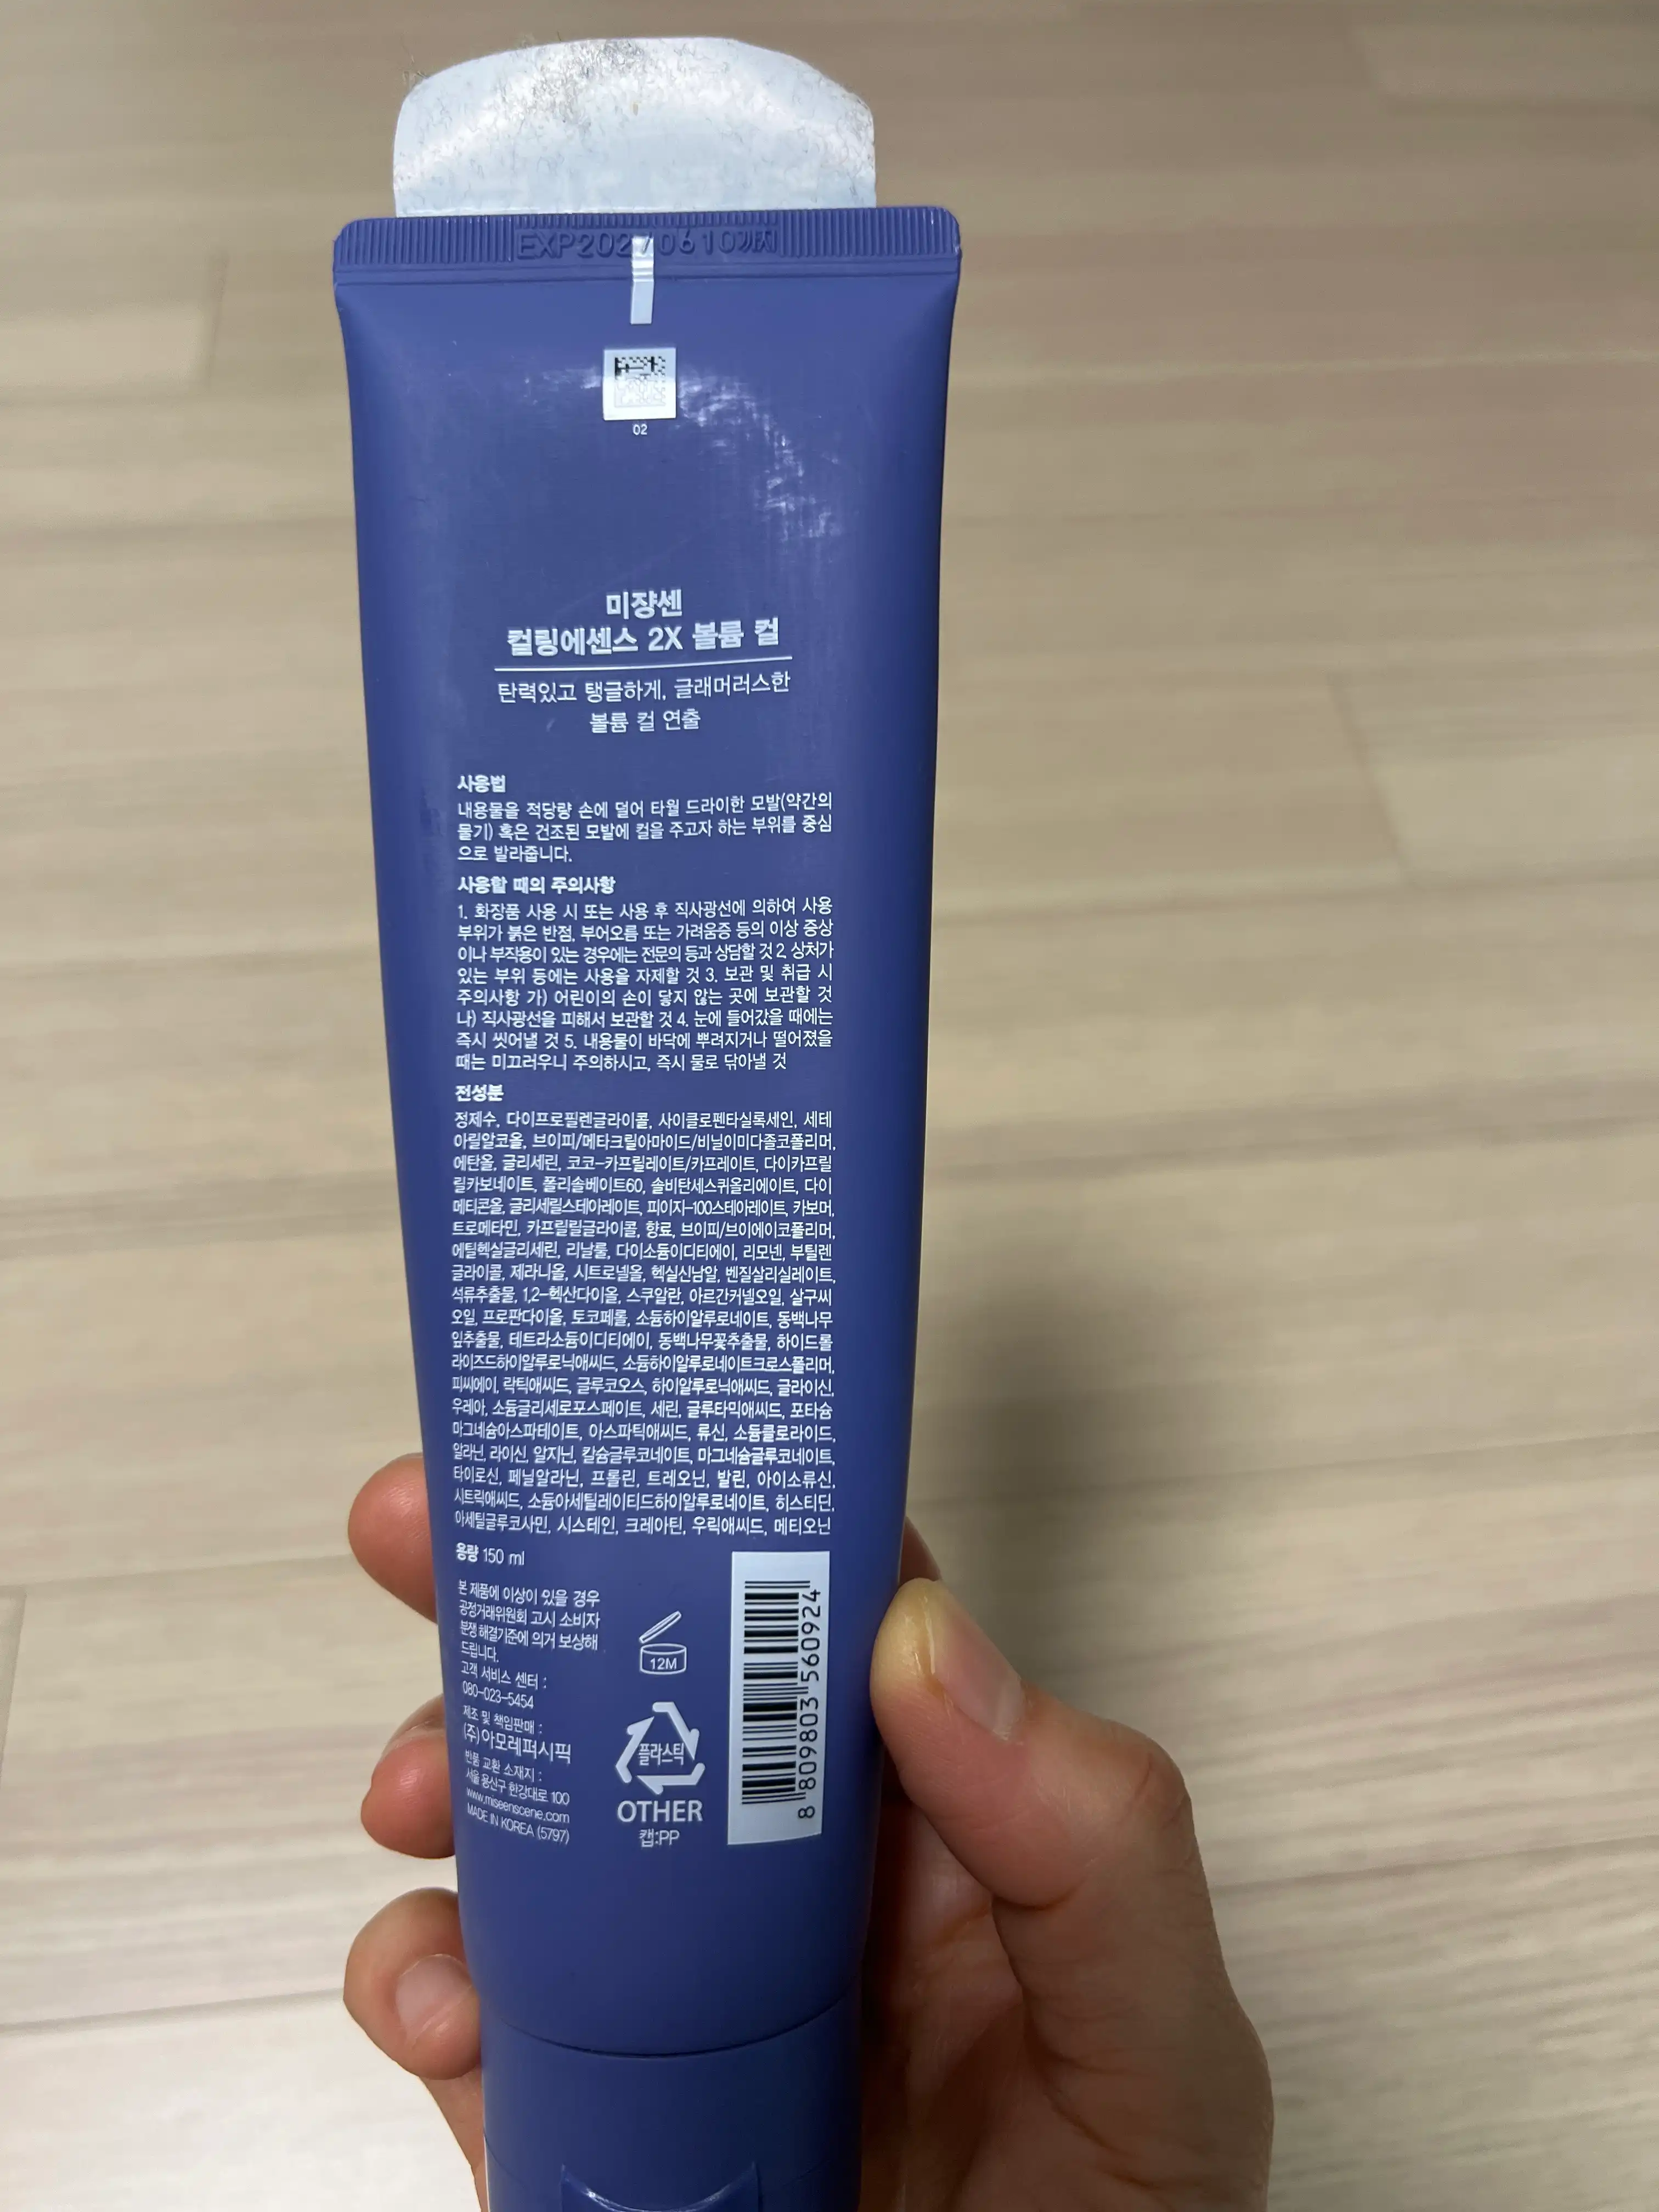 EXP20270610까지
02
미쟝센
컬링에센스 2X 볼륨 컬
탄력있고 탱글하게, 글래머러스한
볼륨 컬 연출
사용법
내용물을 적당량 손에 덜어 타월 드라이한 모발(약간의
물기) 혹은 건조된 모발에 컬을 주고자 하는 부위를 중심
으로 발라줍니다.
사용할 때의 주의사항
1. 화장품 사용 시 또는 사용 후 직사광선에 의하여 사용
부위가 붉은 반점, 부어오름 또는 가려움증 등의 이상 증상
이나 부작용이 있는 경우에는 전문의 등과 상담할 것 2. 상처가
있는 부위 등에는 사용을 자제할 것 3. 보관 및 취급 시
주의사항 가) 어린이의 손이 닿지 않는 곳에 보관할 것
나) 직사광선을 피해서 보관할 것 4. 눈에 들어갔을 때에는
즉시 씻어낼 것 5. 내용물이 바닥에 뿌려지거나 떨어졌을
때는 미끄러우니 주의하시고, 즉시 물로 닦아낼 것
전성분
정제수, 다이프로필렌글라이콜, 사이클로펜타실록세인, 세테
아릴알코올, 브이피/메타크릴아마이드/비닐이미다졸코폴리머,
에탄올, 글리세린, 코코-카프릴레이트/카프레이트, 다이카프릴
릴카보네이트, 폴리솔베이트60, 솔비탄세스퀴올리에이트, 다이
메티콘올, 글리세릴스테아레이트, 피이지-100스테아레이트, 카보머,
트로메타민, 카프릴릴글라이콜, 향료, 브이피/브이에이코폴리머,
에틸헥실글리세린, 리날룰, 다이소듐이디티에이, 리모넨, 부틸렌
글라이콜, 제라니올, 시트로넬올, 헥실신남알, 벤질살리실레이트,
석류추출물, 1,2-헥산다이올, 스쿠알란, 아르간커넬오일, 살구씨
오일, 프로판다이올, 토코페롤, 소듐하이알루로네이트, 동백나무
잎추출물, 테트라소듐이디티에이, 동백나무꽃추출물, 하이드롤
라이즈드하이알루로닉애씨드, 소듐하이알루로네이트크로스폴리머,
피씨에이, 락틱애씨드, 글루코오스, 하이알루로닉애씨드, 글라이신,
우레아, 소듐글리세로포스페이트, 세린, 글루타믹애씨드, 포타슘
마그네슘아스파테이트, 아스파틱애씨드, 류신, 소듐클로라이드,
알라닌, 라이신, 알지닌, 칼슘글루코네이트, 마그네슘글루코네이트,
타이로신, 페닐알라닌, 프롤린, 트레오닌, 발린, 아이소류신,
시트릭애씨드, 소듐아세틸레이티드하이알루로네이트, 히스티딘,
아세틸글루코사민, 시스테인, 크레아틴, 우릭애씨드, 메티오닌
용량 150 ml
본 제품에 이상이 있을 경우
공정거래위원회 고시 소비자
분쟁해결기준에 의거 보상해
드립니다.
고객 서비스 센터 :
080-023-5454
제조 및 책임판매 :
(주)아모레퍼시픽
반품 교환 소재지 :
서울 용산구 한강대로 100
www.miseenscene.com
MADE IN KOREA (5797)
12M
플라스틱
OTHER
캡:PP
8 809803 560924